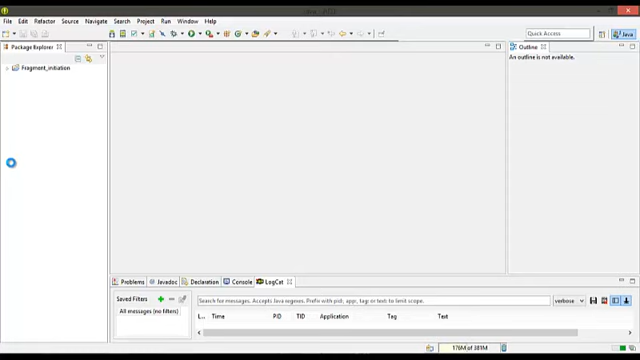 File Edit Refactor Source Navigate Search Project Run Window Help
Quick Access
Java
Package Explorer
Outline
Fragment_initiation
An outline is not available.
Problems Javadoc Declaration Console LogCat
Saved Filters
Search for messages. Accepts Java regexes. Prefix with pid:, app:, tag: or text: to limit scope.
verbose
All messages (no filters)
L... Time PID TID Application Tag Text
176M of 381M